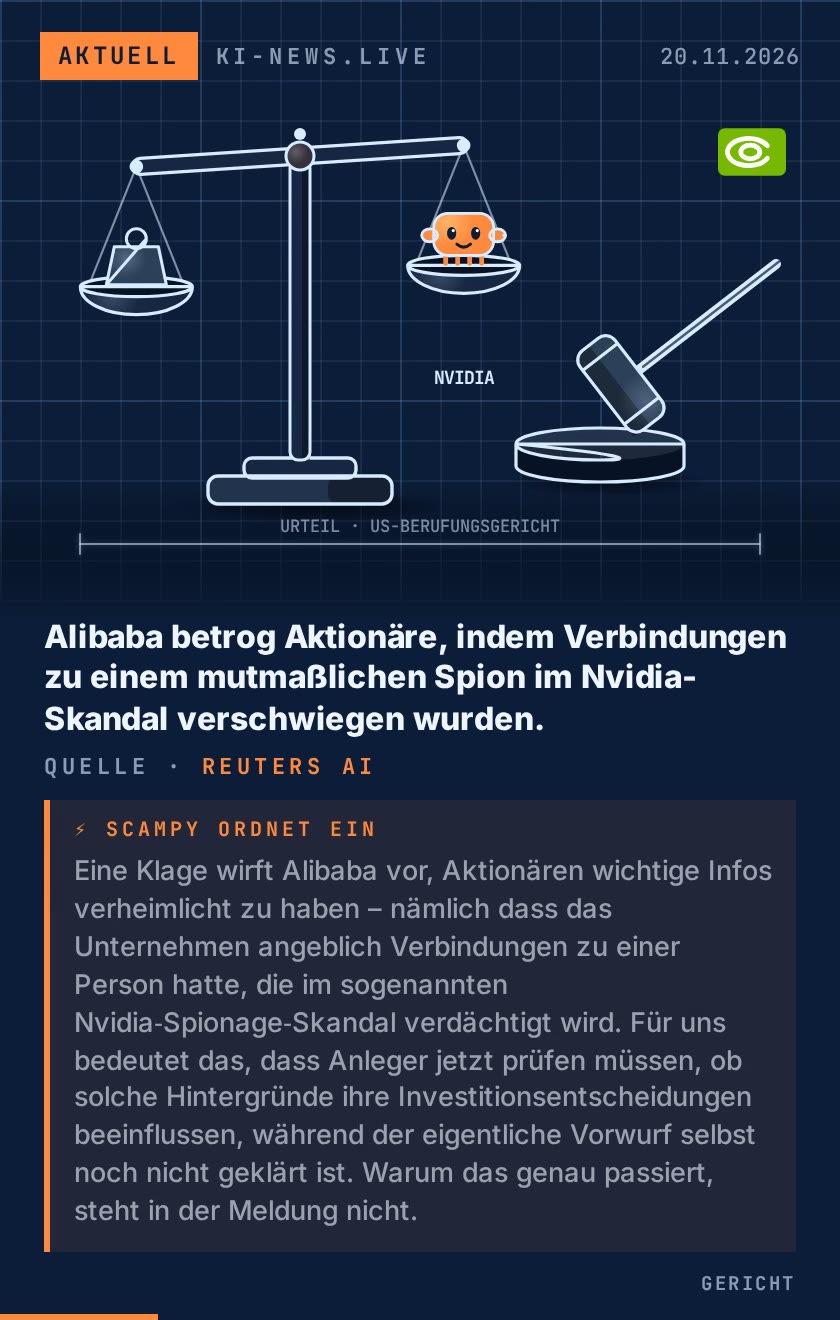 AKTUELL KI-NEWS.LIVE 20.11.2026
NVIDIA
URTEIL · US-BERUFUNGSGERICHT
Alibaba betrog Aktionäre, indem Verbindungen
zu einem mutmaßlichen Spion im Nvidia-
Skandal verschwiegen wurden.
QUELLE · REUTERS AI
⚡ SCAMPY ORDNET EIN
Eine Klage wirft Alibaba vor, Aktionären wichtige Infos
verheimlicht zu haben – nämlich dass das
Unternehmen angeblich Verbindungen zu einer
Person hatte, die im sogenannten
Nvidia-Spionage-Skandal verdächtigt wird. Für uns
bedeutet das, dass Anleger jetzt prüfen müssen, ob
solche Hintergründe ihre Investitionsentscheidungen
beeinflussen, während der eigentliche Vorwurf selbst
noch nicht geklärt ist. Warum das genau passiert,
steht in der Meldung nicht.
GERICHT